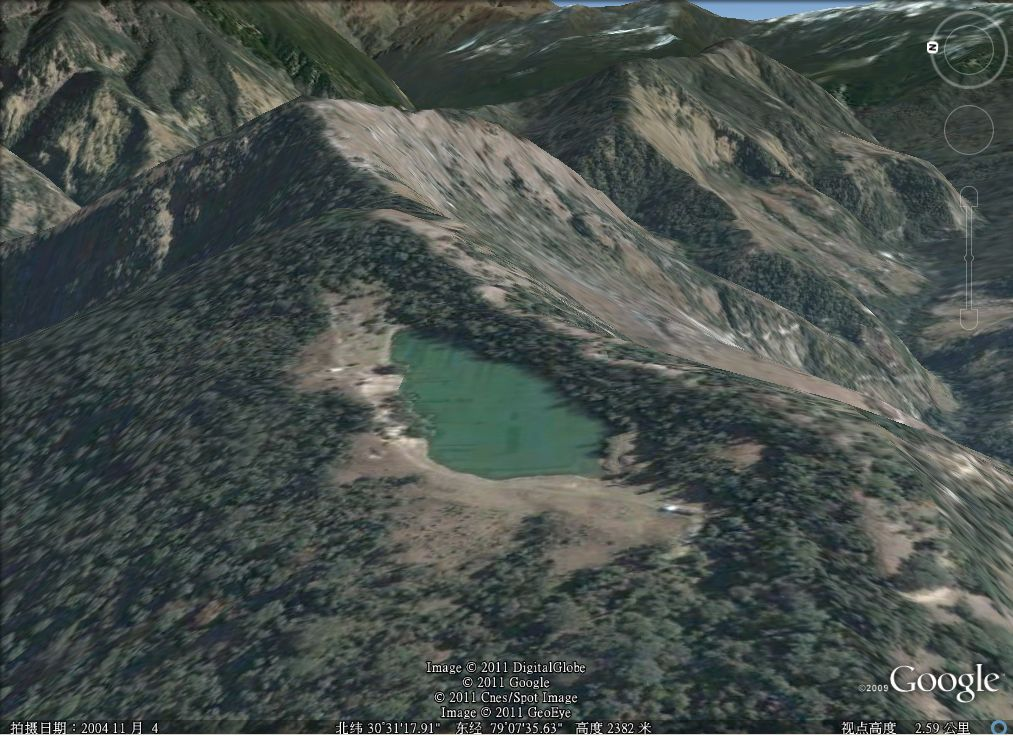 N
Image © 2011 DigitalGlobe
© 2011 Google
© 2011 Cnes/Spot Image
Image © 2011 GeoEye
©2009 Google
拍摄日期：2004 11 月 4 北纬 30°31'17.91" 东经 79°07'35.63" 高度 2382 米 视点高度 2.59 公里